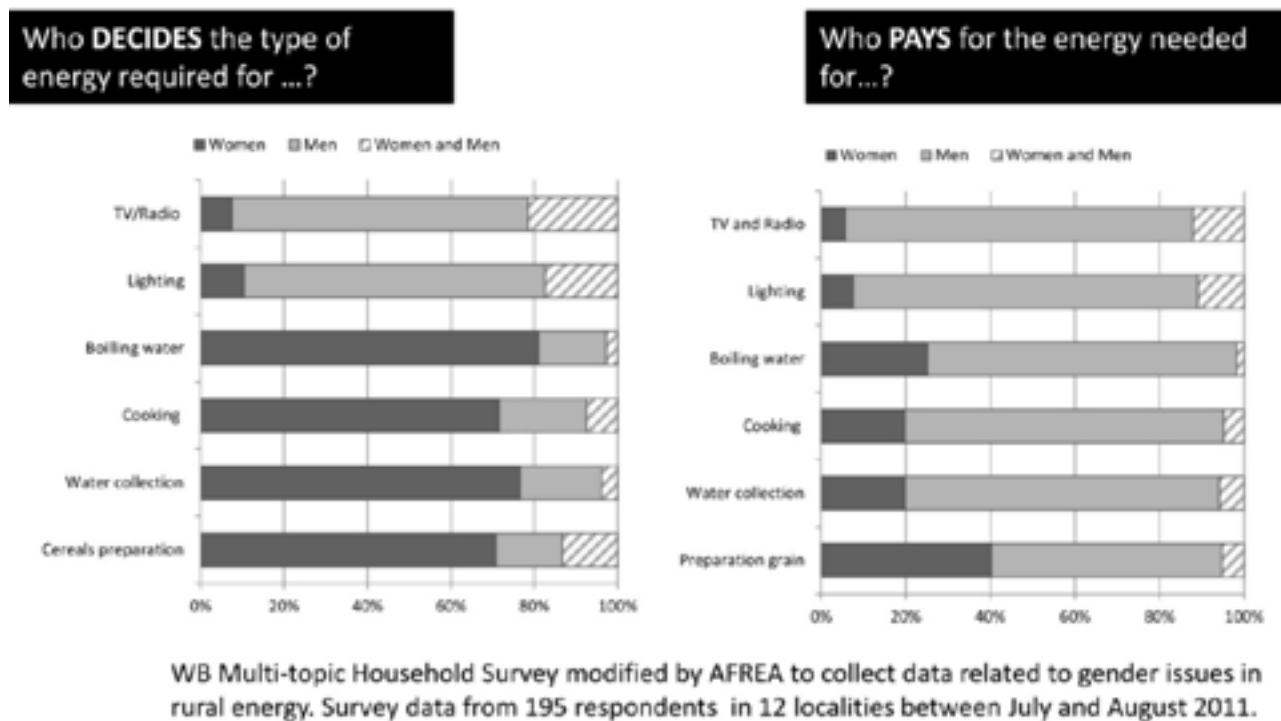 Who DECIDES the type of
energy required for ...?
Who PAYS for the energy needed
for...?
Women Men Women and Men
TV/Radio
Lighting
Boilling water
Cooking
Water collection
Cereals preparation
0% 20% 40% 60% 80% 100%
Women Men Women and Men
TV and Radio
Lighting
Boiling water
Cooking
Water collection
Preparation grain
0% 20% 40% 60% 80% 100%
WB Multi-topic Household Survey modified by AFREA to collect data related to gender issues in
rural energy. Survey data from 195 respondents in 12 localities between July and August 2011.